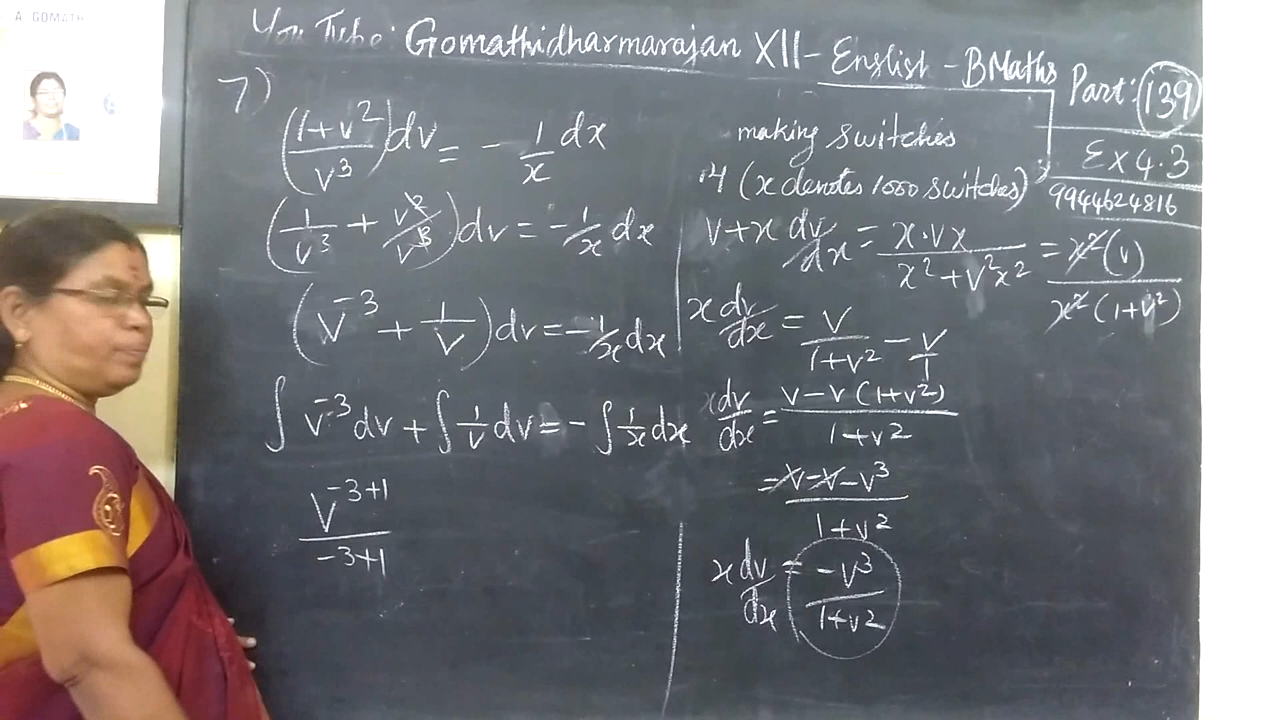 A. GOMATH
You Tube: Gomathidharmarajan XII - English - B Maths Part: 139
Ex 4.3
9944624816
7)
((1+v²)/v³) dv = - 1/x dx
(1/v³ + v²/v³) dv = -1/x dx
(v⁻³ + 1/v) dv = -1/x dx
∫ v⁻³ dv + ∫ 1/v dv = - ∫ 1/x dx
v⁻³⁺¹/(-3+1)
making switches
(x denotes 1000 switches)
v + x dv/dx = x·vx/(x²+v²x²) = x²(v)/(x²(1+v²))
x dv/dx = v/(1+v²) - v/1
x dv/dx = (v-v(1+v²))/(1+v²)
= (v-v-v³)/(1+v²)
x dv/dx = -v³/(1+v²)